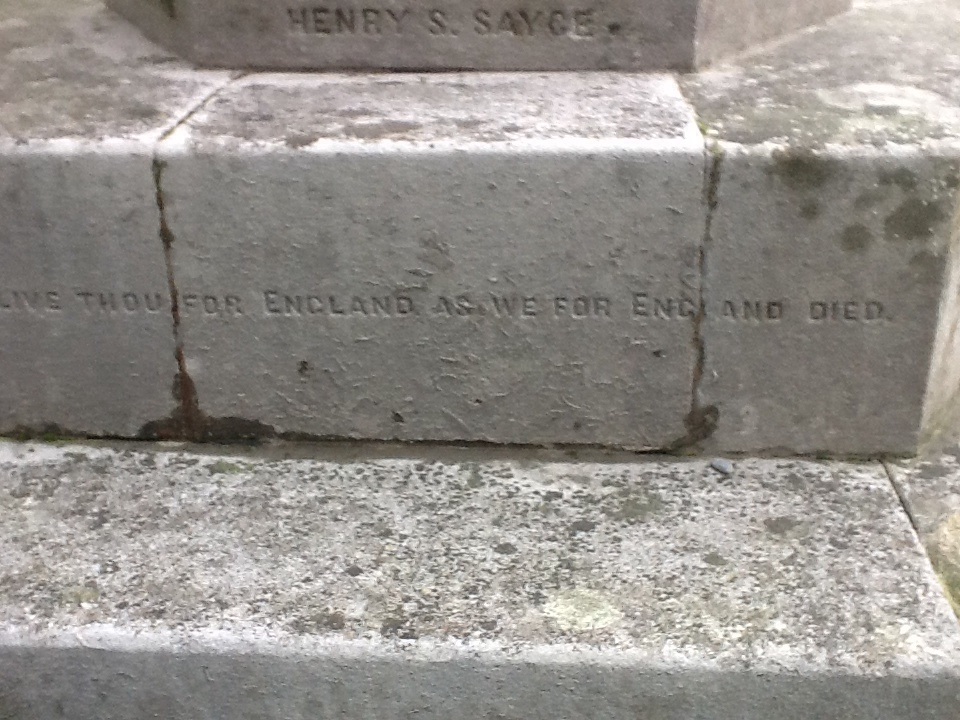 HENRY S. SAYCE
LIVE THOU FOR ENGLAND AS WE FOR ENGLAND DIED.